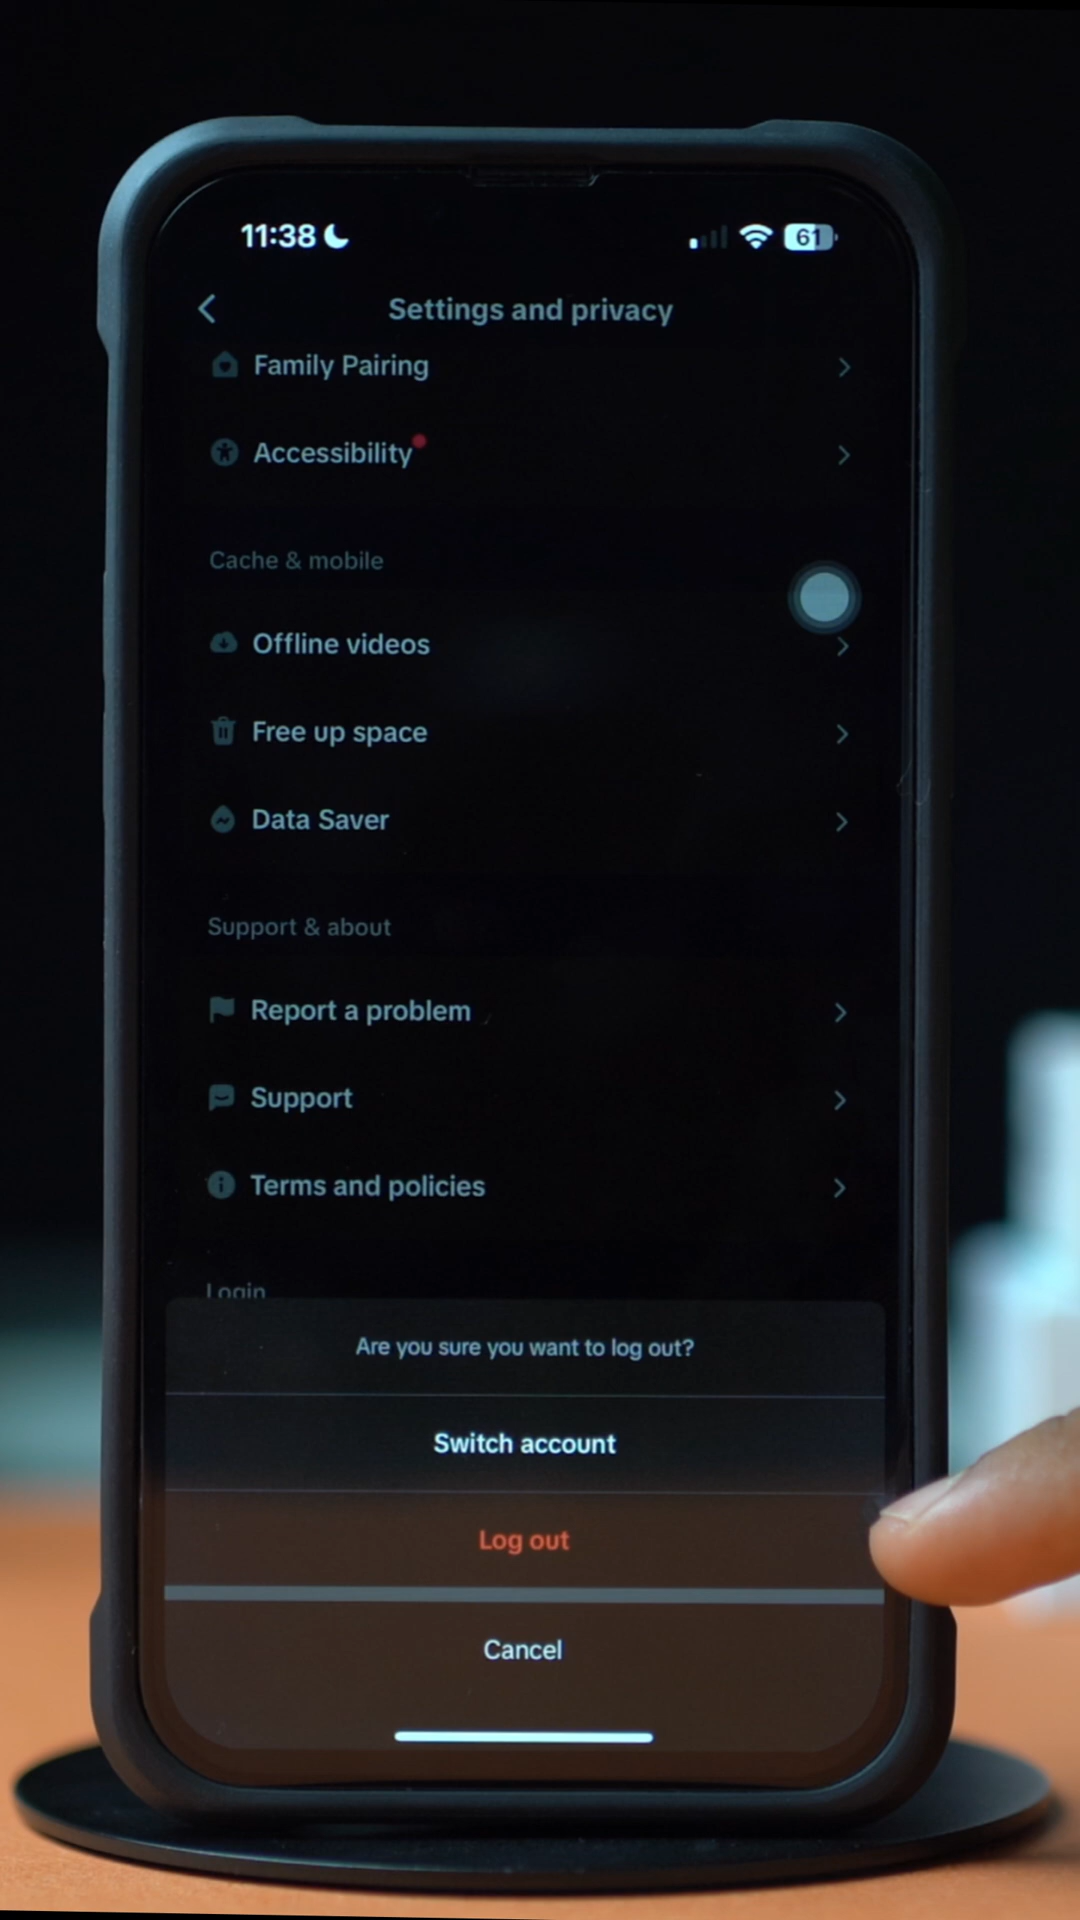 11:38
61
Settings and privacy
Family Pairing
Accessibility
Cache & mobile
Offline videos
Free up space
Data Saver
Support & about
Report a problem
Support
Terms and policies
Login
Are you sure you want to log out?
Switch account
Log out
Cancel